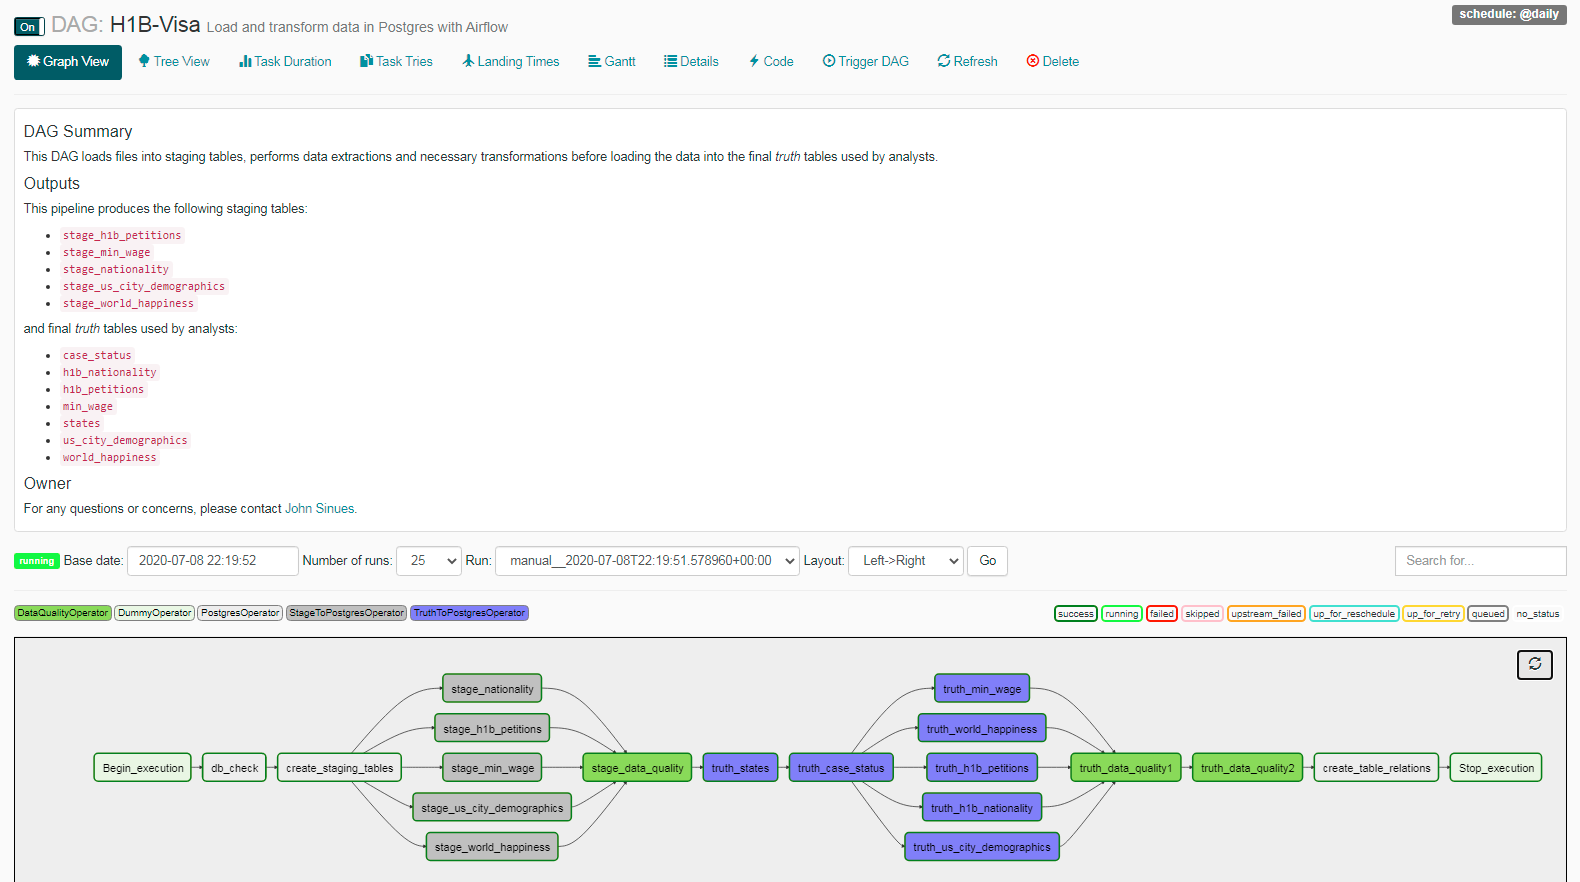 On DAG: H1B-Visa Load and transform data in Postgres with Airflow schedule: @daily
Graph View Tree View Task Duration Task Tries Landing Times Gantt Details Code Trigger DAG Refresh Delete
DAG Summary
This DAG loads files into staging tables, performs data extractions and necessary transformations before loading the data into the final truth tables used by analysts.
Outputs
This pipeline produces the following staging tables:
stage_h1b_petitions
stage_min_wage
stage_nationality
stage_us_city_demographics
stage_world_happiness
and final truth tables used by analysts:
case_status
h1b_nationality
h1b_petitions
min_wage
states
us_city_demographics
world_happiness
Owner
For any questions or concerns, please contact John Sinues.
running Base date: 2020-07-08 22:19:52 Number of runs: 25 Run: manual__2020-07-08T22:19:51.578960+00:00 Layout: Left->Right Go Search for...
DataQualityOperator DummyOperator PostgresOperator StageToPostgresOperator TruthToPostgresOperator success running failed skipped upstream_failed up_for_reschedule up_for_retry queued no_status
stage_nationality truth_min_wage
stage_h1b_petitions truth_world_happiness
Begin_execution db_check create_staging_tables stage_min_wage stage_data_quality truth_states truth_case_status truth_h1b_petitions truth_data_quality1 truth_data_quality2 create_table_relations Stop_execution
stage_us_city_demographics truth_h1b_nationality
stage_world_happiness truth_us_city_demographics